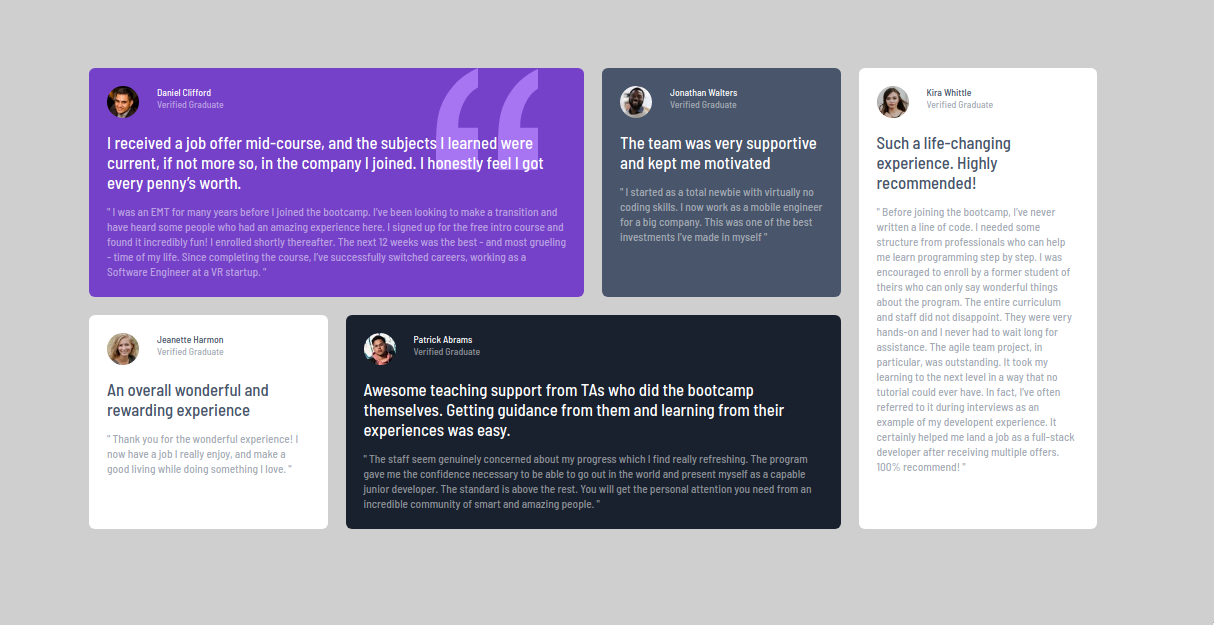 Daniel Clifford
Verified Graduate
I received a job offer mid-course, and the subjects I learned were
current, if not more so, in the company I joined. I honestly feel I got
every penny’s worth.
" I was an EMT for many years before I joined the bootcamp. I’ve been looking to make a transition and
have heard some people who had an amazing experience here. I signed up for the free intro course and
found it incredibly fun! I enrolled shortly thereafter. The next 12 weeks was the best - and most grueling
- time of my life. Since completing the course, I’ve successfully switched careers, working as a
Software Engineer at a VR startup. "
Jonathan Walters
Verified Graduate
The team was very supportive
and kept me motivated
" I started as a total newbie with virtually no
coding skills. I now work as a mobile engineer
for a big company. This was one of the best
investments I’ve made in myself "
Kira Whittle
Verified Graduate
Such a life-changing
experience. Highly
recommended!
" Before joining the bootcamp, I’ve never
written a line of code. I needed some
structure from professionals who can help
me learn programming step by step. I was
encouraged to enroll by a former student of
theirs who can only say wonderful things
about the program. The entire curriculum
and staff did not disappoint. They were very
hands-on and I never had to wait long for
assistance. The agile team project, in
particular, was outstanding. It took my
learning to the next level in a way that no
tutorial could ever have. In fact, I’ve often
referred to it during interviews as an
example of my developent experience. It
certainly helped me land a job as a full-stack
developer after receiving multiple offers.
100% recommend! "
Jeanette Harmon
Verified Graduate
An overall wonderful and
rewarding experience
" Thank you for the wonderful experience! I
now have a job I really enjoy, and make a
good living while doing something I love. "
Patrick Abrams
Verified Graduate
Awesome teaching support from TAs who did the bootcamp
themselves. Getting guidance from them and learning from their
experiences was easy.
" The staff seem genuinely concerned about my progress which I find really refreshing. The program
gave me the confidence necessary to be able to go out in the world and present myself as a capable
junior developer. The standard is above the rest. You will get the personal attention you need from an
incredible community of smart and amazing people. "